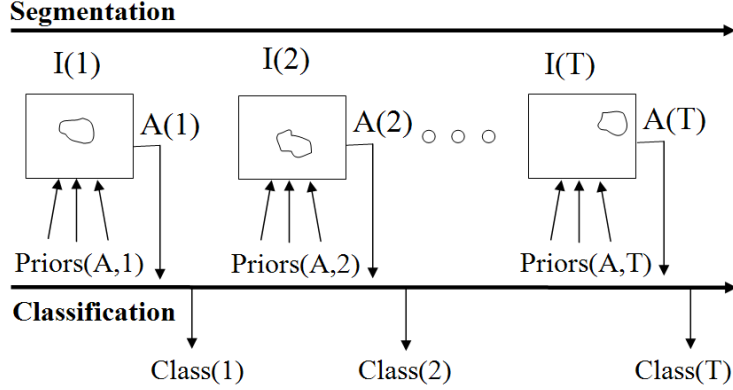 Segmentation
I(1)
I(2)
I(T)
A(1)
A(2)
A(T)
Priors(A,1)
Priors(A,2)
Priors(A,T)
Classification
Class(1)
Class(2)
Class(T)